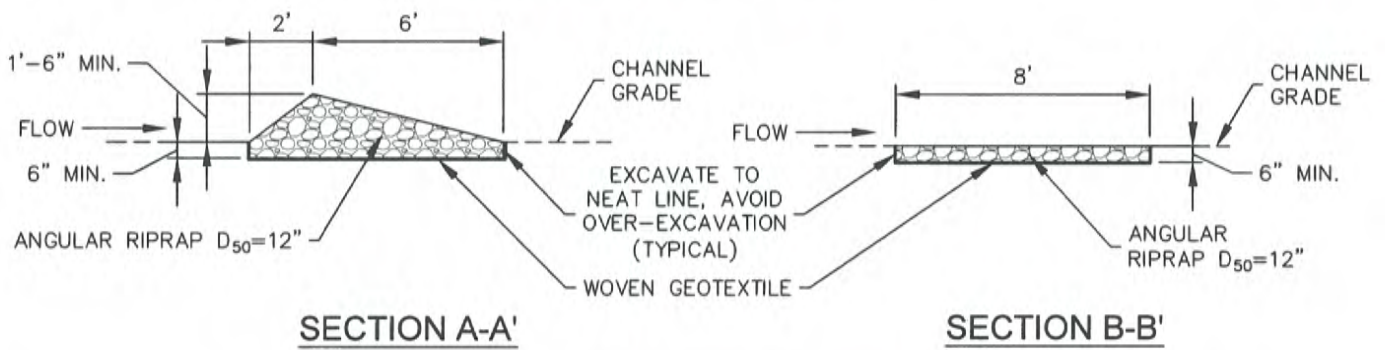 2'
6'
1'-6" MIN.
CHANNEL
GRADE
FLOW
6" MIN.
ANGULAR RIPRAP D50=12"
EXCAVATE TO
NEAT LINE, AVOID
OVER-EXCAVATION
(TYPICAL)
WOVEN GEOTEXTILE
SECTION A-A'
8'
CHANNEL
GRADE
FLOW
6" MIN.
ANGULAR
RIPRAP D50=12"
SECTION B-B'